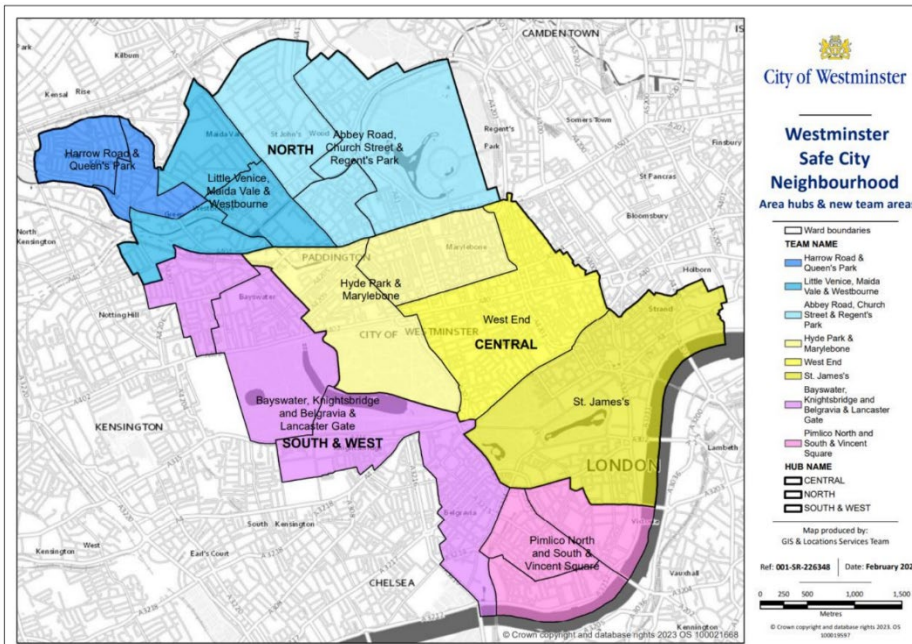 CAMDEN TOWN
Park
Kilburn
Kensal
Rise
Maida Vale
St John's Wood
NORTH
Abbey Road,
Church Street &
Regent's Park
Regent's
Park
Somers Town
Finsbury
St Pancras
Harrow Road &
Queen's Park
Little Venice,
Maida Vale &
Westbourne
Bloomsbury
North
Kensington
PADDINGTON
Marylebone
Holborn
Hyde Park &
Marylebone
Bayswater
Notting Hill
West End
Strand
CITY OF WESTMINSTER
CENTRAL
St. James's
Bayswater, Knightsbridge
and Belgravia &
Lancaster Gate
KENSINGTON
SOUTH & WEST
LONDON
Lambeth
Belgravia
South Kensington
Kensington West
Earl's Court
Pimlico North
and South &
Vincent Square
CHELSEA
Vauxhall
Kennington
© Crown copyright and database rights 2023 OS 100021668
City of Westminster
Westminster
Safe City
Neighbourhood
Area hubs & new team areas
Ward boundaries
TEAM NAME
Harrow Road &
Queen's Park
Little Venice, Maida
Vale & Westbourne
Abbey Road, Church
Street & Regent's
Park
Hyde Park &
Marylebone
West End
St. James's
Bayswater,
Knightsbridge and
Belgravia & Lancaster
Gate
Pimlico North and
South & Vincent
Square
HUB NAME
CENTRAL
NORTH
SOUTH & WEST
Map produced by:
GIS & Locations Services Team
Ref: 001-SR-226348 Date: February 202
0 250 500 1,000 1,500
Metres
© Crown copyright and database rights 2023. OS
100019597